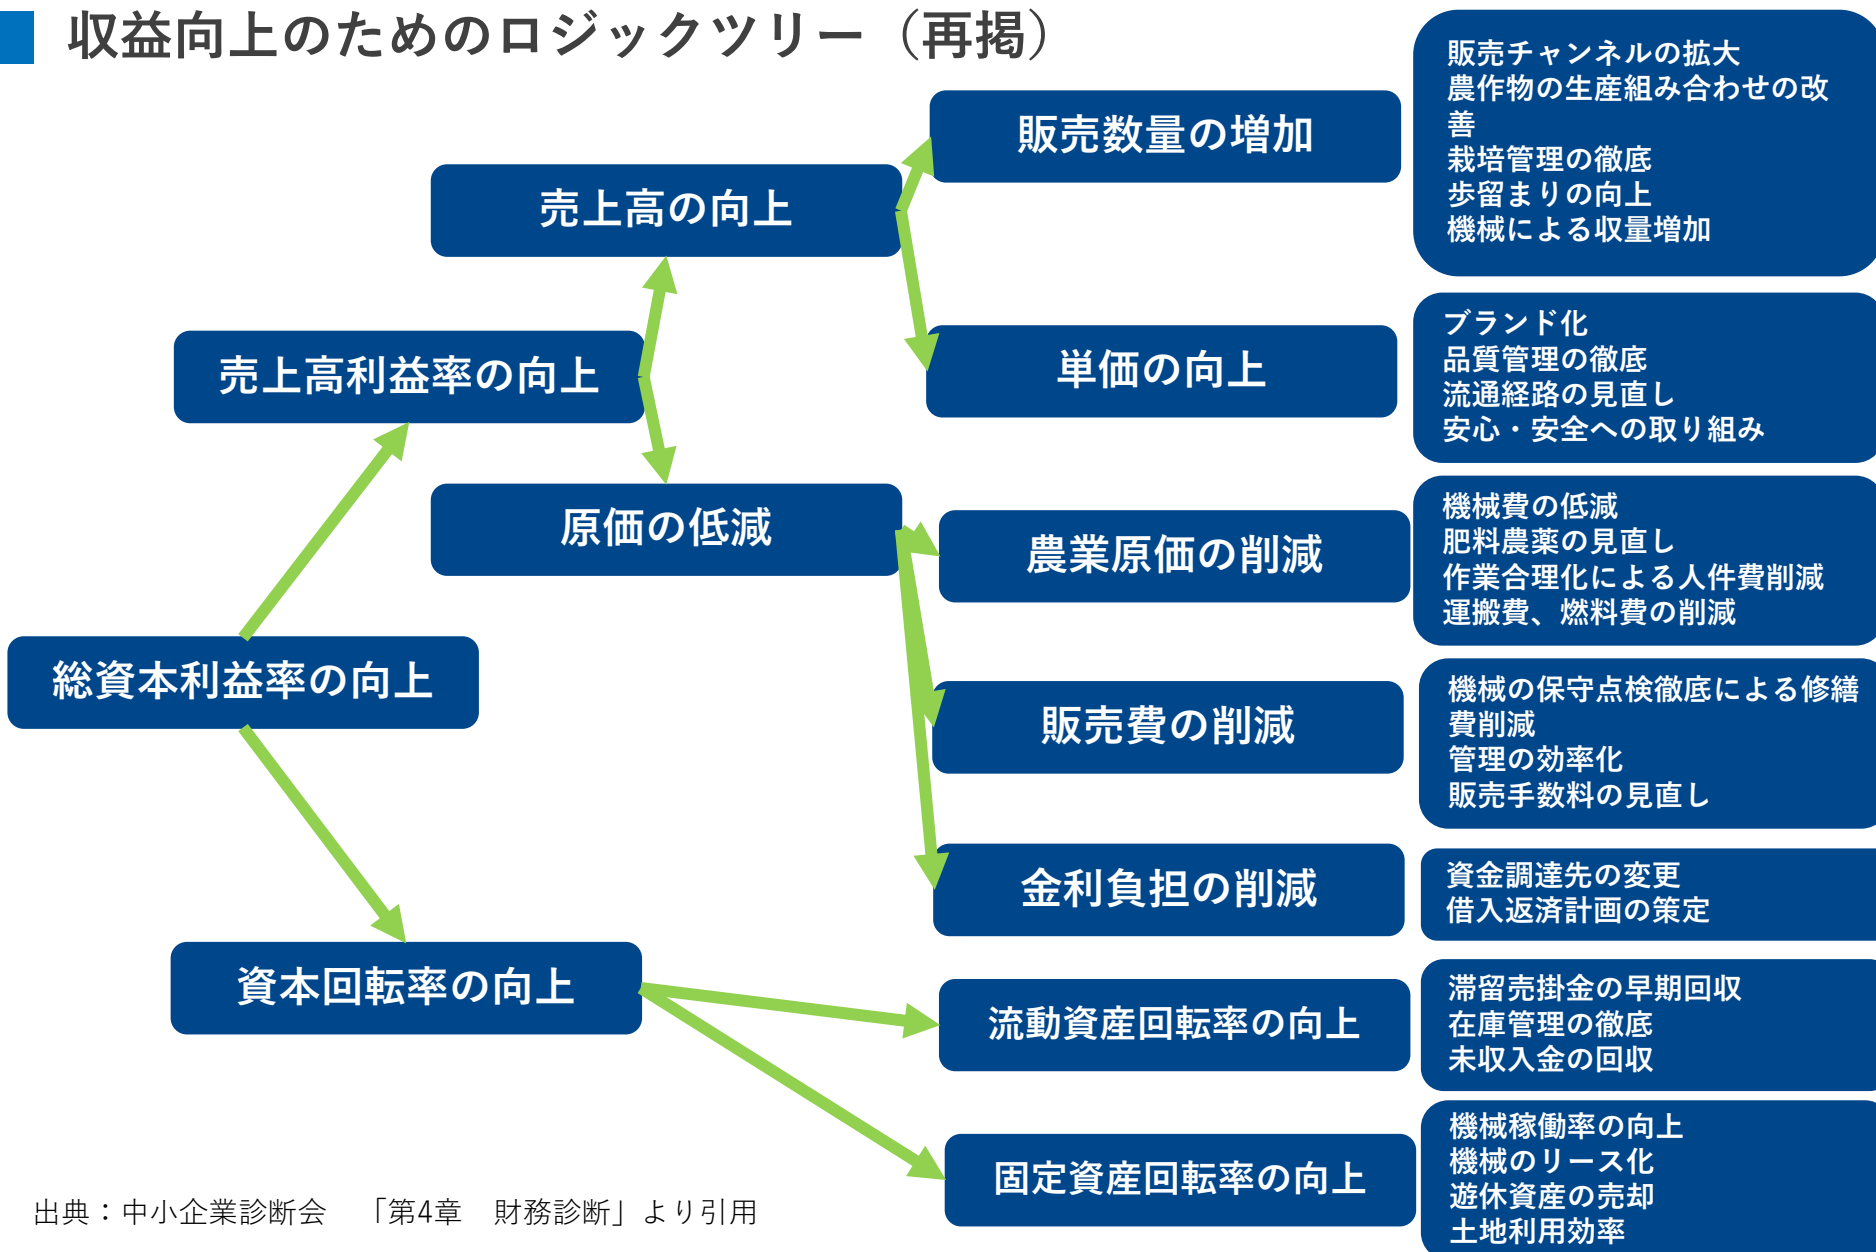 収益向上のためのロジックツリー（再掲）
販売チャンネルの拡大
農作物の生産組み合わせの改
善
栽培管理の徹底
歩留まりの向上
機械による収量増加
販売数量の増加
売上高の向上
ブランド化
品質管理の徹底
流通経路の見直し
安心・安全への取り組み
単価の向上
売上高利益率の向上
原価の低減
農業原価の削減
機械費の低減
肥料農薬の見直し
作業合理化による人件費削減
運搬費、燃料費の削減
総資本利益率の向上
販売費の削減
機械の保守点検徹底による修繕
費削減
管理の効率化
販売手数料の見直し
金利負担の削減
資金調達先の変更
借入返済計画の策定
資本回転率の向上
流動資産回転率の向上
滞留売掛金の早期回収
在庫管理の徹底
未収入金の回収
固定資産回転率の向上
機械稼働率の向上
機械のリース化
遊休資産の売却
土地利用効率
出典：中小企業診断会　「第4章　財務診断」より引用